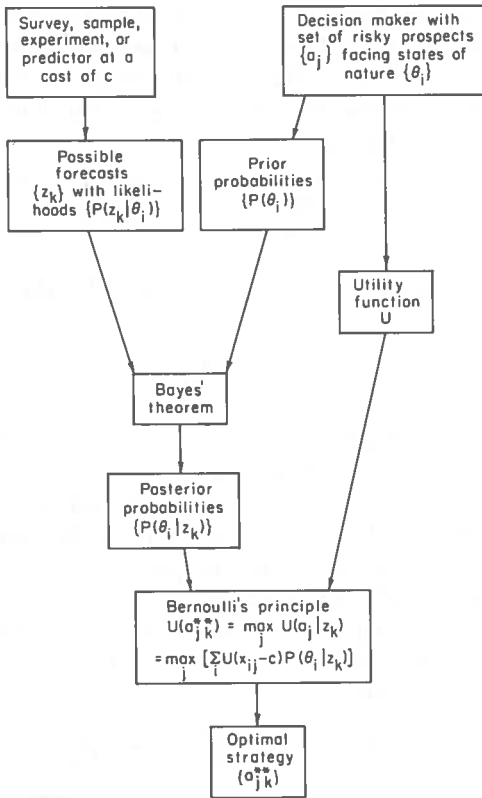 Survey, sample,
experiment, or
predictor at a
cost of c
Decision maker with
set of risky prospects
{a_j} facing states of
nature {θ_i}
Possible
forecasts
{z_k} with likeli-
hoods {P(z_k|θ_i)}
Prior
probabilities
{P(θ_i)}
Utility
function
U
Bayes'
theorem
Posterior
probabilities
{P(θ_i|z_k)}
Bernoulli's principle
U(a**_jk) = max_j U(a_j|z_k)
=max_j [Σ_i U(x_ij-c)P(θ_i|z_k)]
Optimal
strategy
{a**_jk}